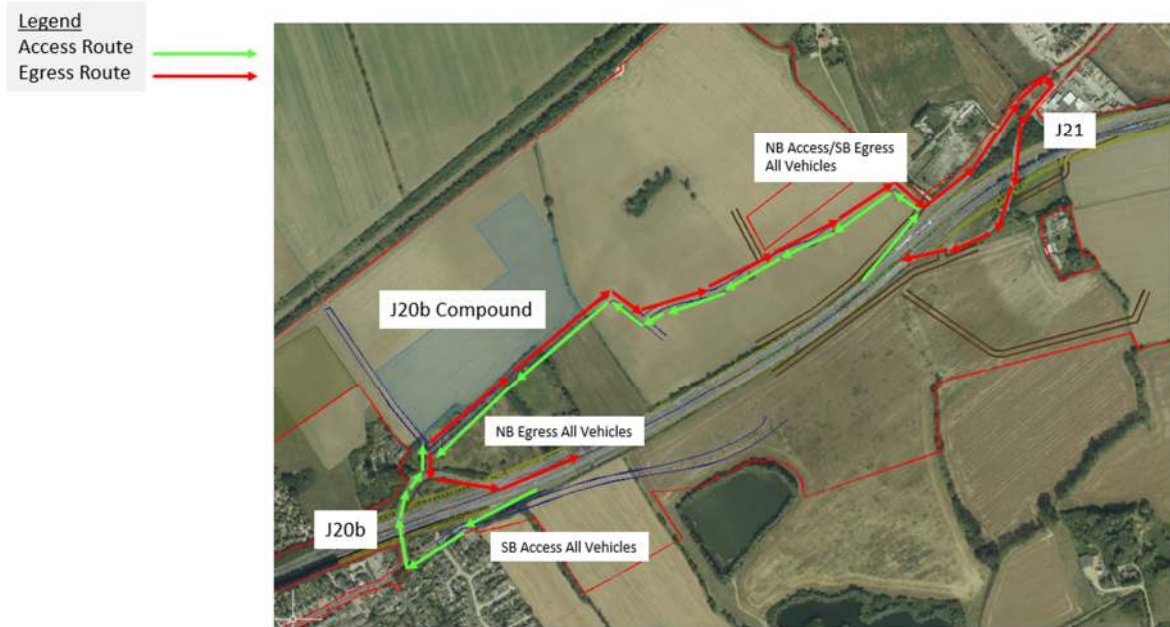 Legend
Access Route
Egress Route
NB Access/SB Egress
All Vehicles
J21
J20b Compound
NB Egress All Vehicles
J20b
SB Access All Vehicles